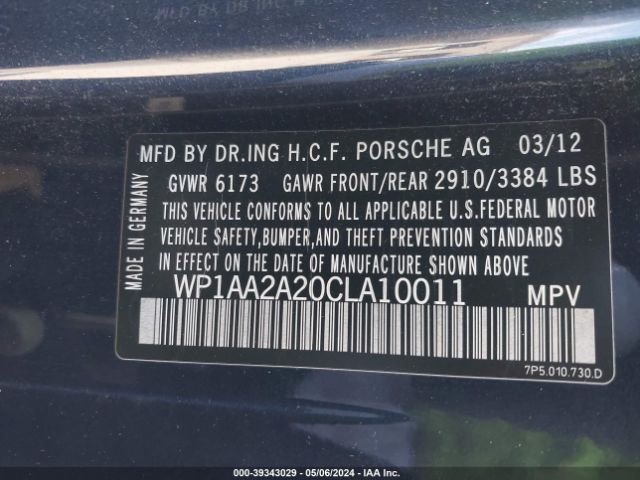 MFD BY DR.ING H.C.F. PORSCHE AG 03/12
GVWR 6173 GAWR FRONT/REAR 2910/3384 LBS
THIS VEHICLE CONFORMS TO ALL APPLICABLE U.S.FEDERAL MOTOR
VEHICLE SAFETY,BUMPER,AND THEFT PREVENTION STANDARDS
IN EFFECT ON THE DATE OF MANUFACTURE SHOWN ABOVE.
MADE IN GERMANY
WP1AA2A20CLA10011 MPV
7P5.010.730.D
000-39343029 - 05/06/2024 - IAA Inc.